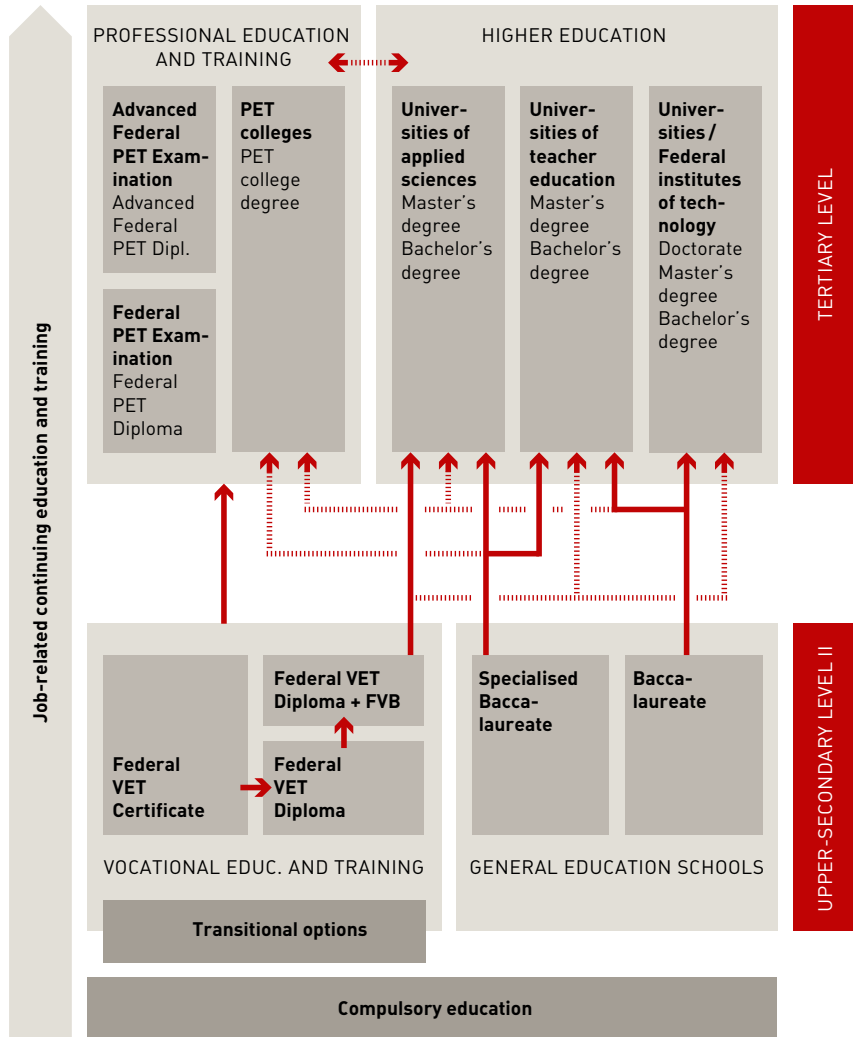 PROFESSIONAL EDUCATION
AND TRAINING
HIGHER EDUCATION
Advanced
Federal
PET Exam-
ination
Advanced
Federal
PET Dipl.
PET
colleges
PET
college
degree
Univer-
sities of
applied
sciences
Master's
degree
Bachelor's
degree
Univer-
sities of
teacher
education
Master's
degree
Bachelor's
degree
Univer-
sities /
Federal
institutes
of tech-
nology
Doctorate
Master's
degree
Bachelor's
degree
Federal
PET Exam-
ination
Federal
PET
Diploma
TERTIARY LEVEL
Job-related continuing education and training
Federal VET
Diploma + FVB
Specialised
Bacca-
laureate
Bacca-
laureate
Federal
VET
Certificate
Federal
VET
Diploma
VOCATIONAL EDUC. AND TRAINING
GENERAL EDUCATION SCHOOLS
UPPER-SECONDARY LEVEL II
Transitional options
Compulsory education